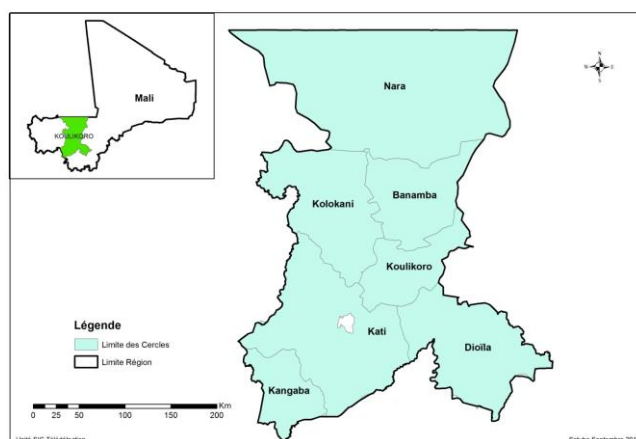 Mali
KOULIKORO
N
W
E
S
Nara
Banamba
Kolokani
Koulikoro
Kati
Dioïla
Kangaba
Légende
Limite des Cercles
Limite Région
Km
0 25 50 100 150 200